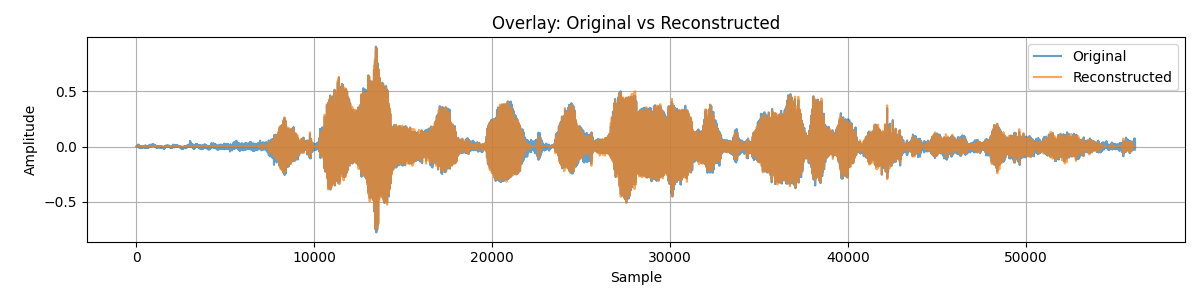 Overlay: Original vs Reconstructed
Original
Reconstructed
Amplitude
0.5
0.0
−0.5
0
10000
20000
30000
40000
50000
Sample